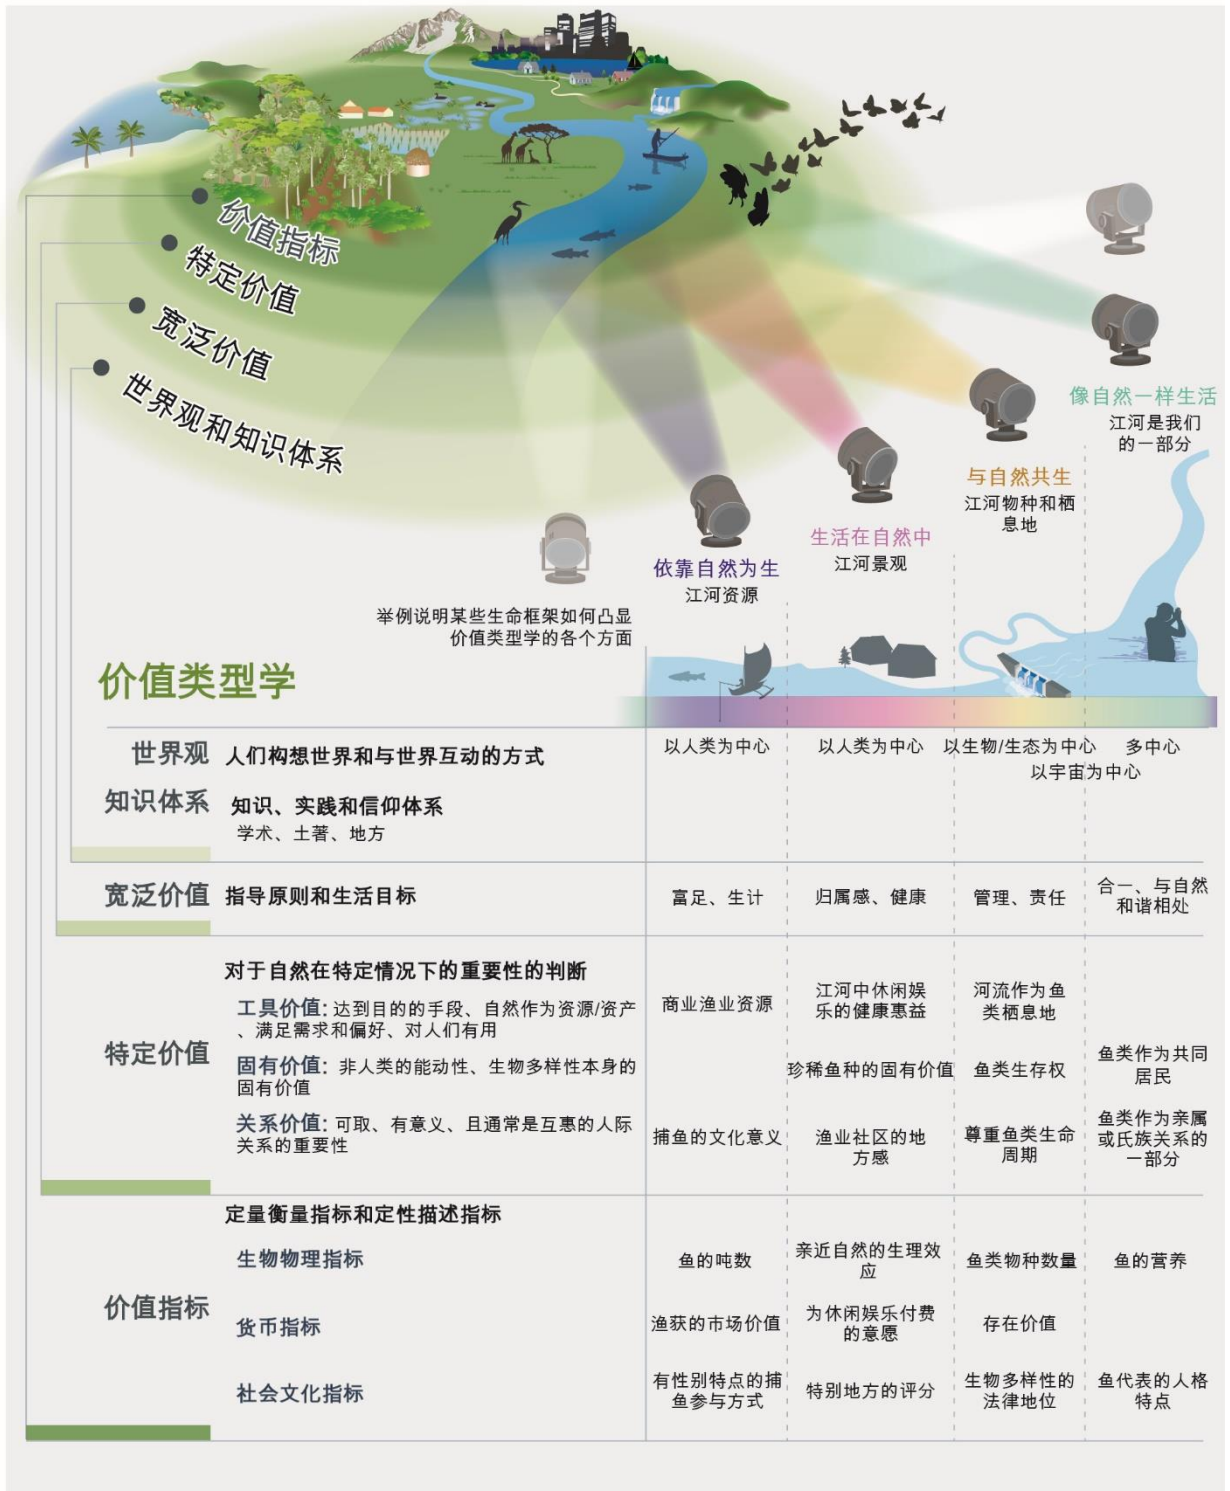 价值指标
特定价值
宽泛价值
世界观和知识体系
像自然一样生活
江河是我们
的一部分
与自然共生
江河物种和栖
息地
生活在自然中
江河景观
依靠自然为生
江河资源
举例说明某些生命框架如何凸显
价值类型学的各个方面
价值类型学
世界观 人们构想世界和与世界互动的方式
以人类为中心 以人类为中心 以生物/生态为中心 多中心
以宇宙为中心
知识体系 知识、实践和信仰体系
学术、土著、地方
宽泛价值 指导原则和生活目标
富足、生计 归属感、健康 管理、责任
合一、与自然
和谐相处
特定价值
对于自然在特定情况下的重要性的判断
工具价值: 达到目的的手段、自然作为资源/资产
、满足需求和偏好、对人们有用
商业渔业资源
江河中休闲娱
乐的健康惠益
河流作为鱼
类栖息地
固有价值: 非人类的能动性、生物多样性本身的
固有价值
珍稀鱼种的固有价值
鱼类生存权
鱼类作为共同
居民
关系价值: 可取、有意义、且通常是互惠的人际
关系的重要性
捕鱼的文化意义
渔业社区的地
方感
尊重鱼类生命
周期
鱼类作为亲属
或氏族关系的
一部分
价值指标
定量衡量指标和定性描述指标
生物物理指标
鱼的吨数
亲近自然的生理效
应
鱼类物种数量
鱼的营养
货币指标
渔获的市场价值
为休闲娱乐付费
的意愿
存在价值
社会文化指标
有性别特点的捕
鱼参与方式
特别地方的评分
生物多样性的
法律地位
鱼代表的人格
特点